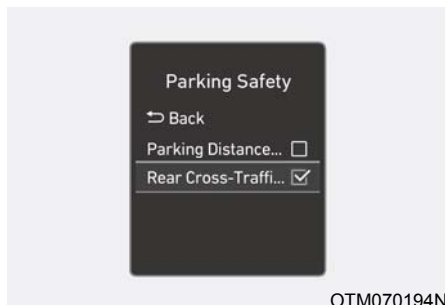 Parking Safety
Back
Parking Distance...
Rear Cross-Traffi...
OTM070194N